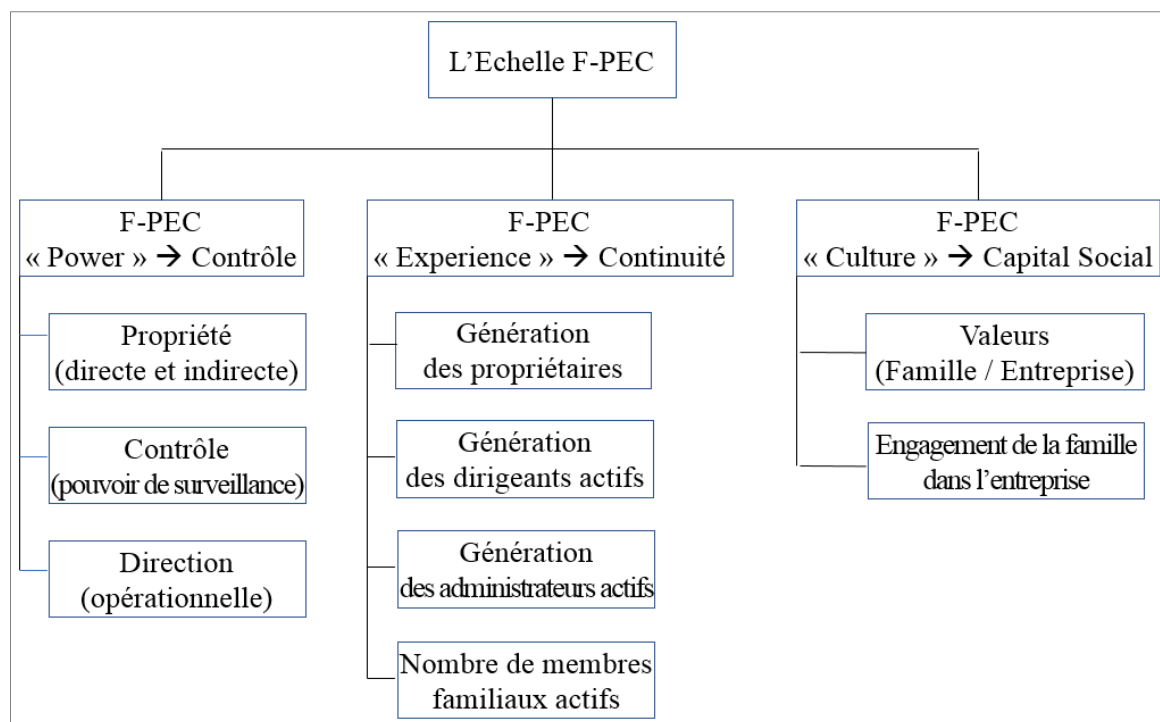 L’Echelle F-PEC
F-PEC
« Power » → Contrôle
Propriété
(directe et indirecte)
Contrôle
(pouvoir de surveillance)
Direction
(opérationnelle)
F-PEC
« Experience » → Continuité
Génération
des propriétaires
Génération
des dirigeants actifs
Génération
des administrateurs actifs
Nombre de membres
familiaux actifs
F-PEC
« Culture » → Capital Social
Valeurs
(Famille / Entreprise)
Engagement de la famille
dans l’entreprise